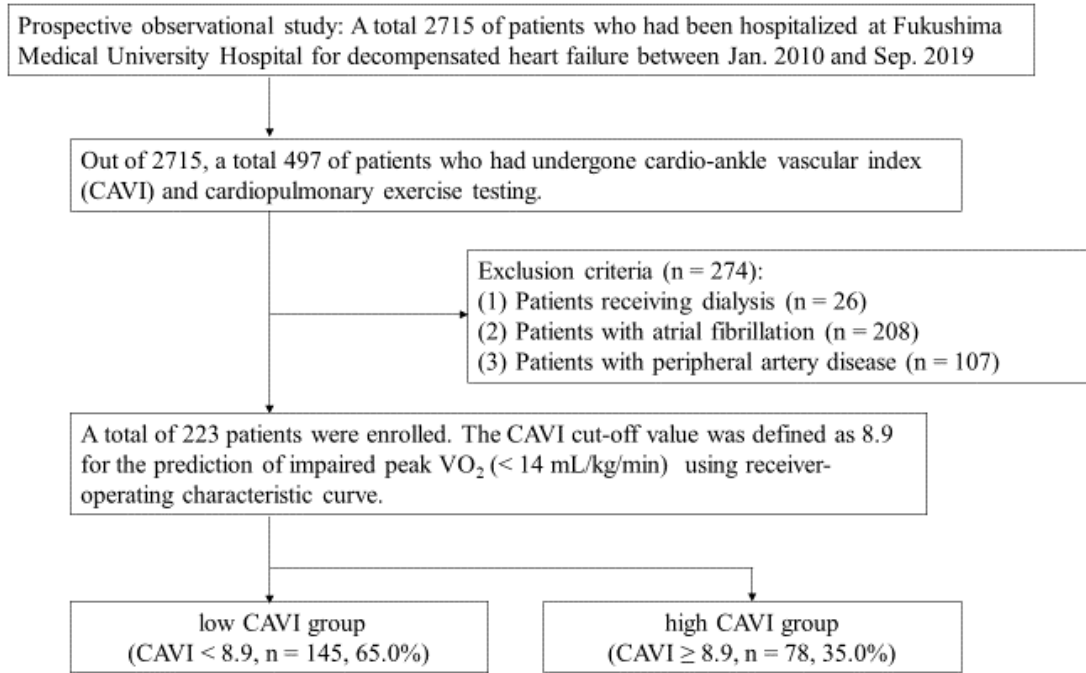 Prospective observational study: A total 2715 of patients who had been hospitalized at Fukushima
Medical University Hospital for decompensated heart failure between Jan. 2010 and Sep. 2019
Out of 2715, a total 497 of patients who had undergone cardio-ankle vascular index
(CAVI) and cardiopulmonary exercise testing.
Exclusion criteria (n = 274):
(1) Patients receiving dialysis (n = 26)
(2) Patients with atrial fibrillation (n = 208)
(3) Patients with peripheral artery disease (n = 107)
A total of 223 patients were enrolled. The CAVI cut-off value was defined as 8.9
for the prediction of impaired peak VO₂ (< 14 mL/kg/min) using receiver-
operating characteristic curve.
low CAVI group
(CAVI < 8.9, n = 145, 65.0%)
high CAVI group
(CAVI ≥ 8.9, n = 78, 35.0%)